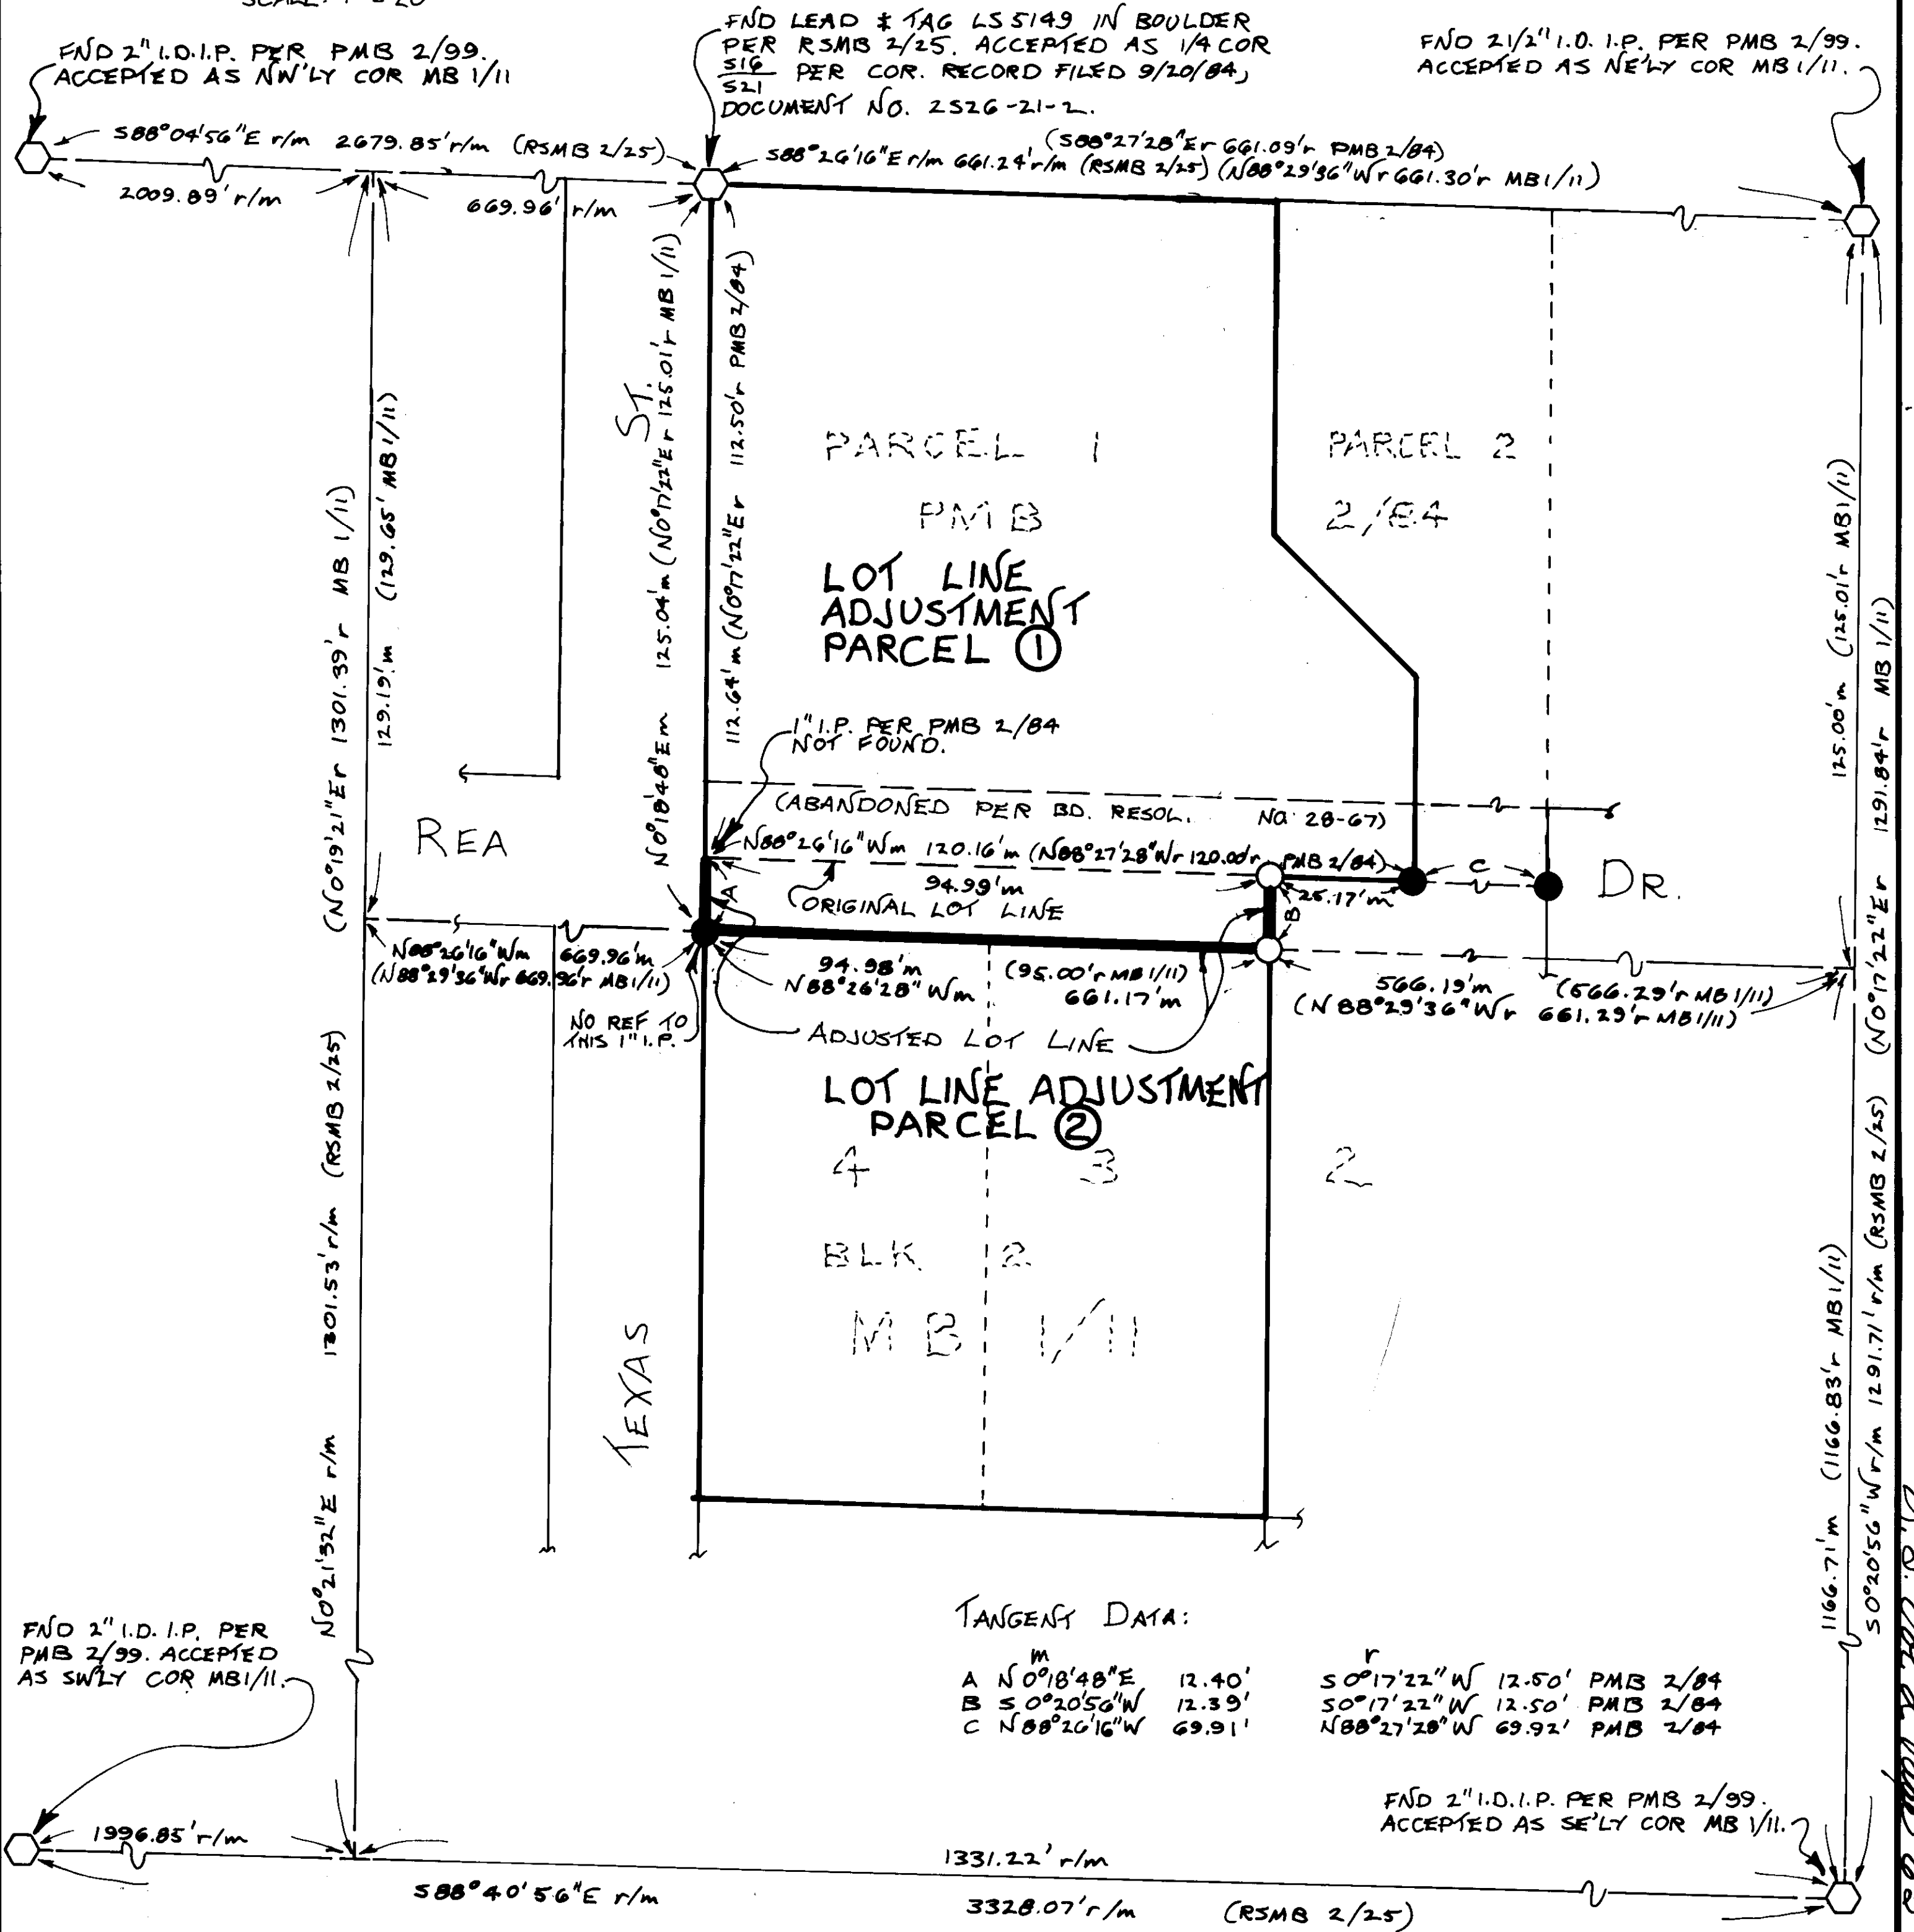 FND 2" I.D.I.P. PER PMB 2/99.
ACCEPTED AS NW'LY COR MB 1/11
FND LEAD & TAG LS 5149 IN BOULDER
PER RSMB 2/25. ACCEPTED AS 1/4 COR
S16
S21 PER COR. RECORD FILED 9/20/84,
DOCUMENT NO. 2S26-21-2.
FND 2 1/2" I.D. I.P. PER PMB 2/99.
ACCEPTED AS NE'LY COR MB 1/11.
S88°04'56"E r/m 2679.85' r/m (RSMB 2/25)
2009.89' r/m
669.96' r/m
(S88°27'28"E r 661.09' r PMB 2/84)
S88°26'16"E r/m 661.24' r/m (RSMB 2/25) (N88°29'36"W r 661.30' r MB 1/11)
(N0°19'21"E r 1301.39' r MB 1/11)
129.19' m (129.65' MB 1/11)
ST.
N0°18'48"E m 125.04' m (N0°17'22"E r 125.01' r MB 1/11)
112.64' m (N0°17'22"E r 112.50' r PMB 2/84)
PARCEL 1
PMB
PARCEL 2
2/84
LOT LINE
ADJUSTMENT
PARCEL 1
125.00' m (125.01' r MB 1/11)
(N0°17'22"E r 1291.84' r MB 1/11)
1" I.P. PER PMB 2/84
NOT FOUND.
(ABANDONED PER BD. RESOL. NO. 28-67)
REA
DR.
N88°26'16"W m 120.16' m (N88°27'28"W r 120.00' r PMB 2/84)
C
94.99' m
25.17' m
A
B
ORIGINAL LOT LINE
N88°26'16"W m 669.96' m
(N88°29'36"W r 669.96' r MB 1/11)
94.98' m (95.00' r MB 1/11)
N88°26'28"W m 661.17' m
566.19' m (566.29' r MB 1/11)
(N88°29'36"W r 661.29' r MB 1/11)
NO REF TO
THIS 1" I.P.
ADJUSTED LOT LINE
LOT LINE ADJUSTMENT
PARCEL 2
4 3 2
BLK 2
MB 1/11
TEXAS
N0°21'32"E r/m 1301.53' r/m (RSMB 2/25)
1166.71' m (1166.83' r MB 1/11)
S0°20'56"W r/m 1291.71' r/m (RSMB 2/25)
TANGENT DATA:
m r
A N 0°18'48"E 12.40' S 0°17'22"W 12.50' PMB 2/84
B S 0°20'56"W 12.39' S0°17'22"W 12.50' PMB 2/84
C N88°26'16"W 69.91' N88°27'28"W 69.92' PMB 2/84
FND 2" I.D. I.P. PER
PMB 2/99. ACCEPTED
AS SW'LY COR MB 1/11.
FND 2" I.D.I.P. PER PMB 2/99.
ACCEPTED AS SE'LY COR MB 1/11.
1996.85' r/m
1331.22' r/m
S88°40'56"E r/m 3328.07' r/m (RSMB 2/25)